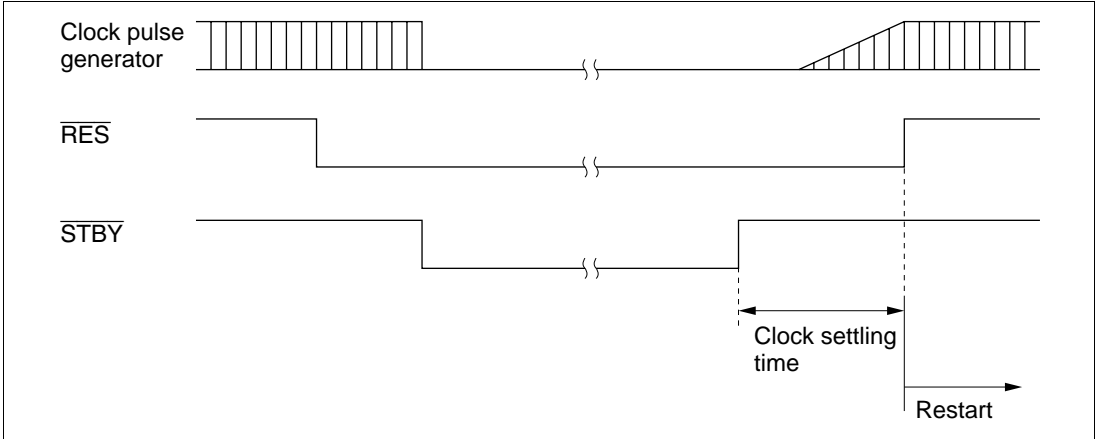 Clock pulse
generator
RES
STBY
Clock settling
time
Restart